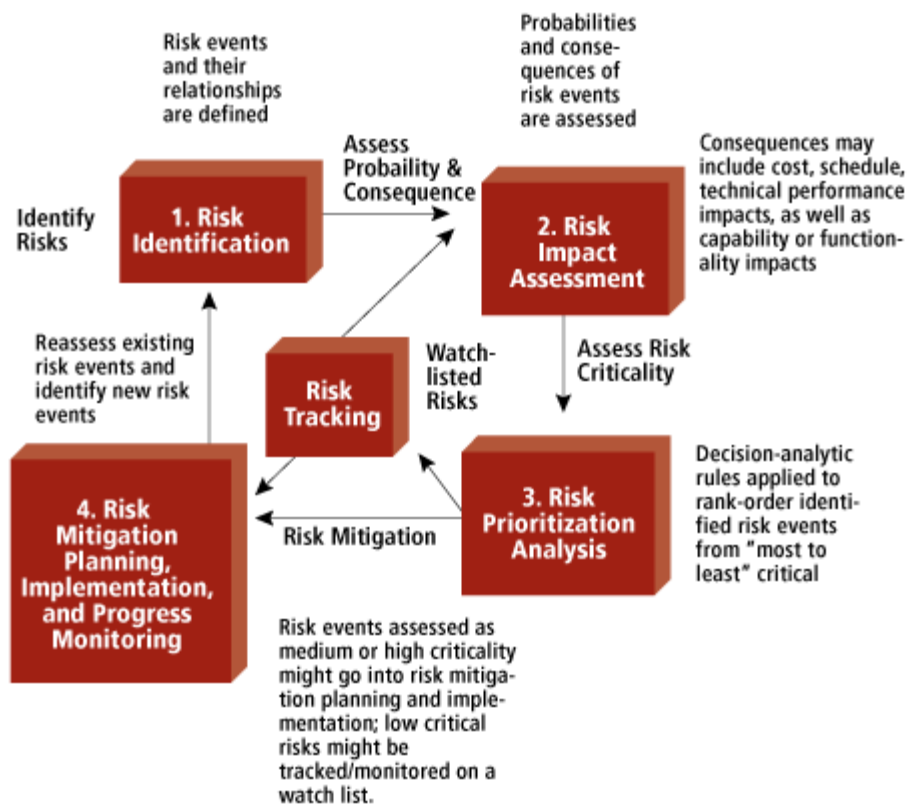 Risk events
and their
relationships
are defined
Probabilities
and conse-
quences of
risk events
are assessed
Assess
Probaility &
Consequence
Consequences may
include cost, schedule,
technical performance
impacts, as well as
capability or function-
ality impacts
Identify
Risks
1. Risk
Identification
2. Risk
Impact
Assessment
Reassess existing
risk events and
identify new risk
events
Risk
Tracking
Watch-
listed
Risks
Assess Risk
Criticality
4. Risk
Mitigation
Planning,
Implementation,
and Progress
Monitoring
Risk Mitigation
3. Risk
Prioritization
Analysis
Decision-analytic
rules applied to
rank-order identi-
fied risk events
from "most to
least" critical
Risk events assessed as
medium or high criticality
might go into risk mitiga-
tion planning and imple-
mentation; low critical
risks might be
tracked/monitored on a
watch list.